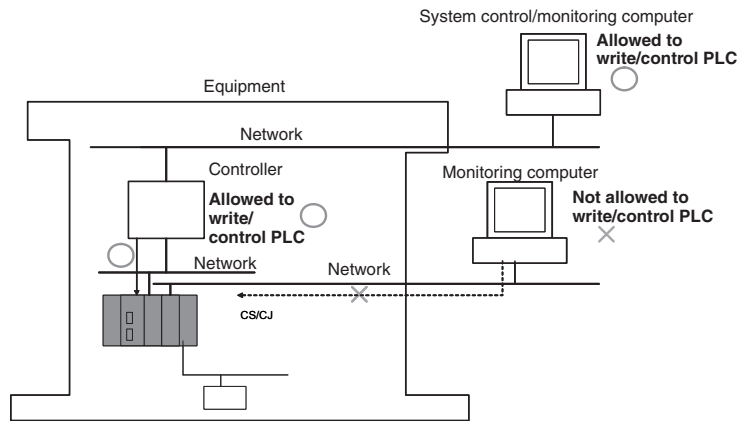 System control/monitoring computer
Allowed to
write/control PLC
Equipment
Network
Controller
Allowed to
write/
control PLC
Monitoring computer
Not allowed to
write/control PLC
Network
Network
CS/CJ